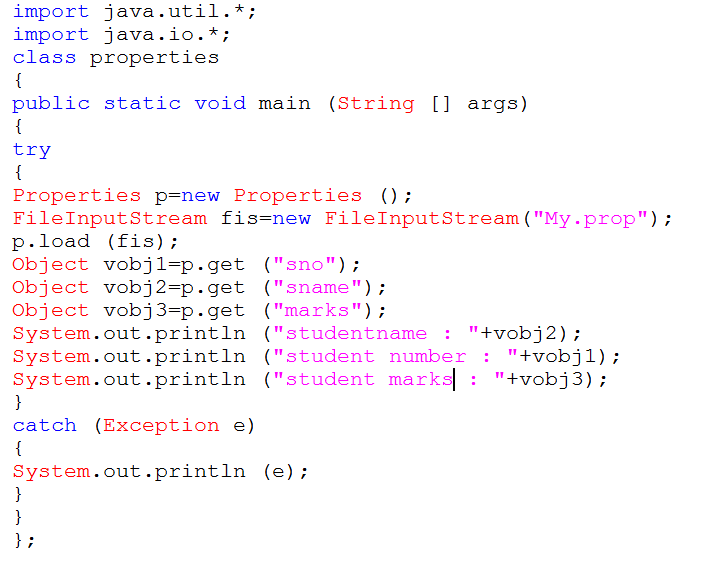 import java.util.*;
import java.io.*;
class properties
{
public static void main (String [] args)
{
try
{
Properties p=new Properties ();
FileInputStream fis=new FileInputStream("My.prop");
p.load (fis);
Object vobj1=p.get ("sno");
Object vobj2=p.get ("sname");
Object vobj3=p.get ("marks");
System.out.println ("studentname : "+vobj2);
System.out.println ("student number : "+vobj1);
System.out.println ("student marks : "+vobj3);
}
catch (Exception e)
{
System.out.println (e);
}
}
};